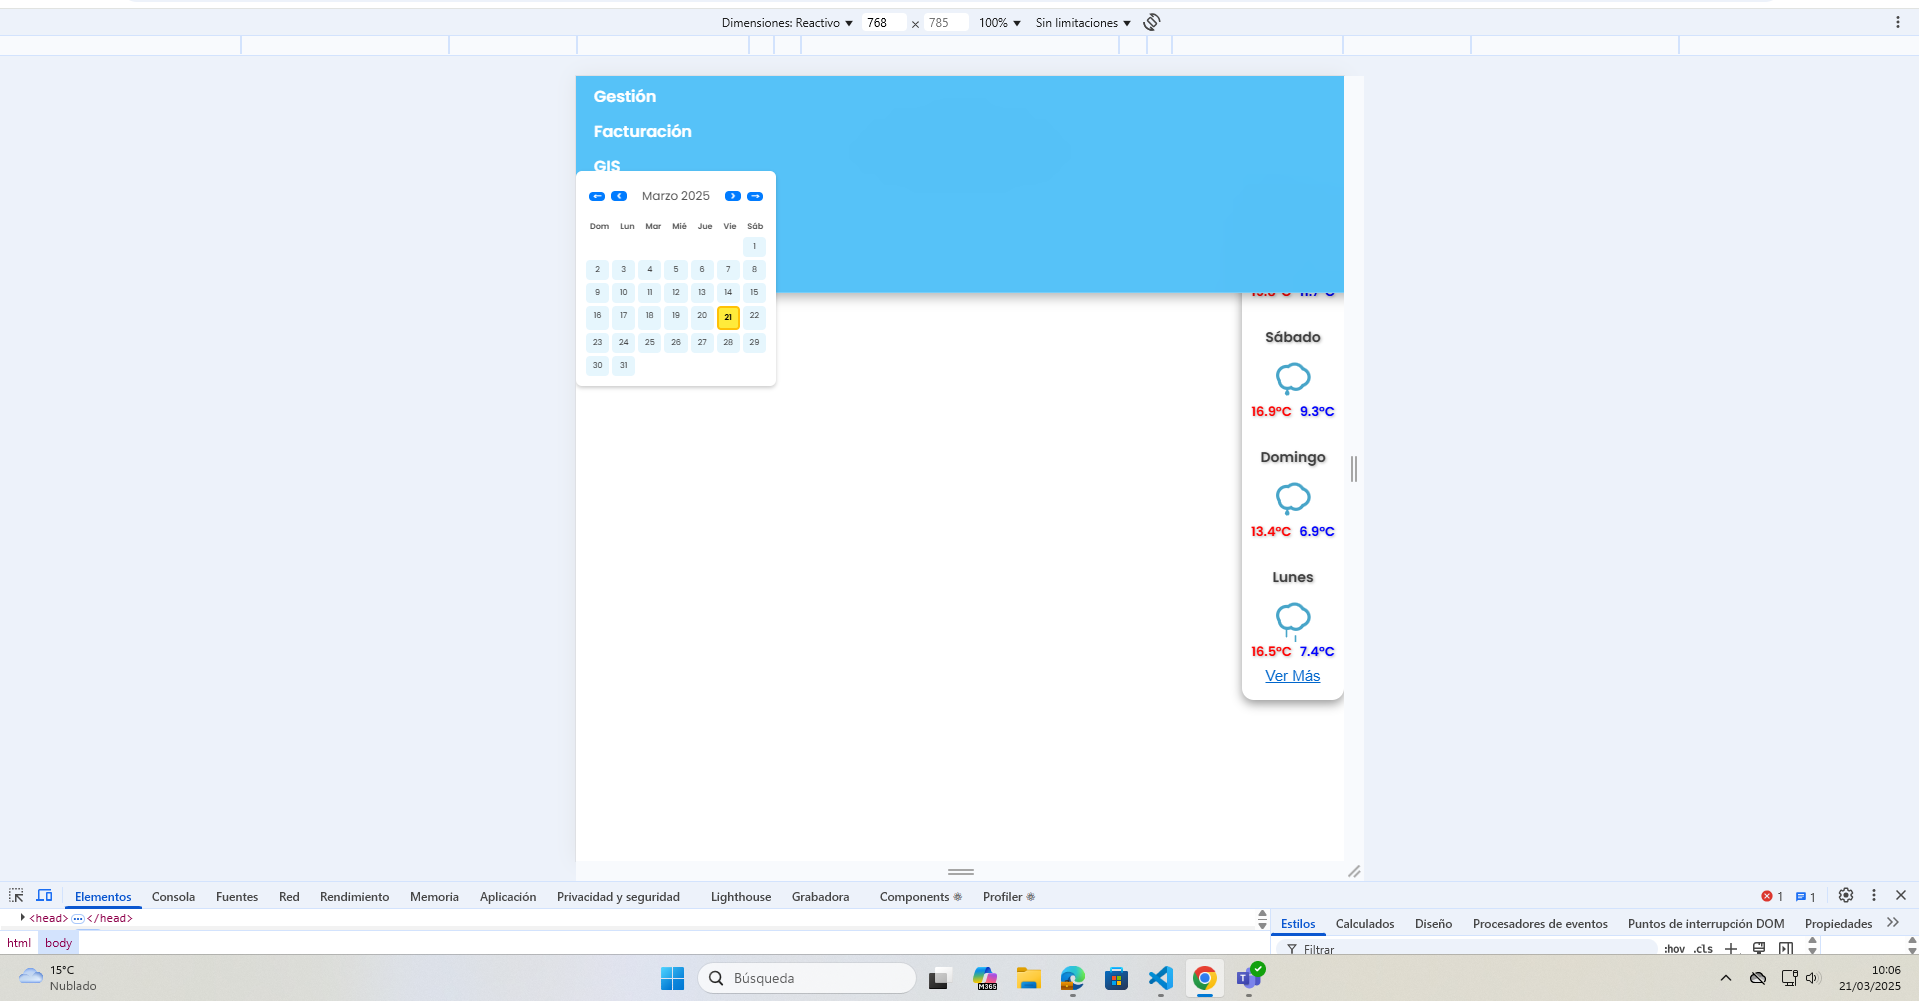 Dimensiones: Reactivo 768 × 785 100% Sin limitaciones
Gestión
Facturación
GIS
Marzo 2025
Dom Lun Mar Mié Jue Vie Sáb
1
2 3 4 5 6 7 8
9 10 11 12 13 14 15
16 17 18 19 20 21 22
23 24 25 26 27 28 29
30 31
Sábado
16.9°C 9.3°C
Domingo
13.4°C 6.9°C
Lunes
16.5°C 7.4°C
Ver Más
Elementos Consola Fuentes Red Rendimiento Memoria Aplicación Privacidad y seguridad Lighthouse Grabadora Components Profiler 1 1
<head> ... </head>
html body
Estilos Calculados Diseño Procesadores de eventos Puntos de interrupción DOM Propiedades
Filtrar :hov .cls
15°C
Nublado
Búsqueda
M365
10:06
21/03/2025